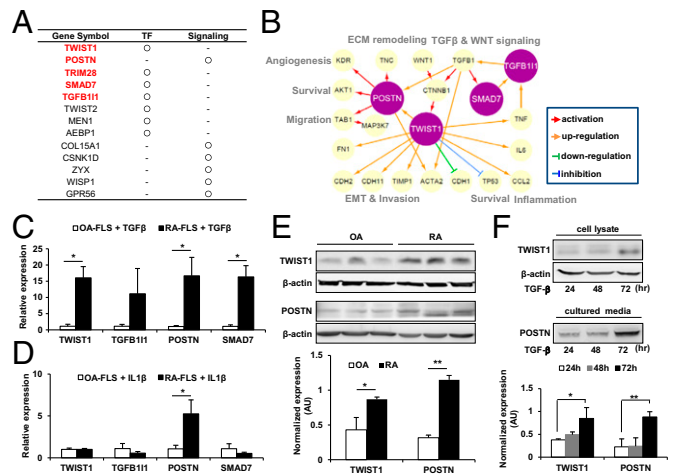 A
Gene Symbol TF Signaling
TWIST1 ○ -
POSTN - ○
TRIM28 ○ -
SMAD7 ○ -
TGFB1I1 ○ -
TWIST2 ○ -
MEN1 ○ -
AEBP1 ○ -
COL15A1 - ○
CSNK1D - ○
ZYX - ○
WISP1 - ○
GPR56 - ○
B
ECM remodeling TGFβ & WNT signaling
Angiogenesis KDR TNC WNT1 TGFB1 TGFB1I1
Survival AKT1 POSTN CTNNB1 SMAD7
Migration TAB1 MAP3K7 TWIST1 TNF
FN1 IL6
CDH2 CDH11 TIMP1 ACTA2 CDH1 TP53 CCL2
EMT & Invasion Survival Inflammation
activation
up-regulation
down-regulation
inhibition
C
OA-FLS + TGFβ RA-FLS + TGFβ
Relative expression
25
20
15
10
5
0
* * *
TWIST1 TGFB1I1 POSTN SMAD7
D
OA-FLS + IL1β RA-FLS + IL1β
Relative expression
10
5
0
*
TWIST1 TGFB1I1 POSTN SMAD7
E
OA RA
TWIST1
β-actin
POSTN
β-actin
OA RA
Normalized expression
(AU)
1.5
1
0.5
0
* **
TWIST1 POSTN
F
cell lysate
TWIST1
β-actin
TGF-β 24 48 72 (hr)
cultured media
POSTN
TGF-β 24 48 72 (hr)
24h 48h 72h
Normalized expression
(AU)
1.5
1
0.5
0
* **
TWIST1 POSTN